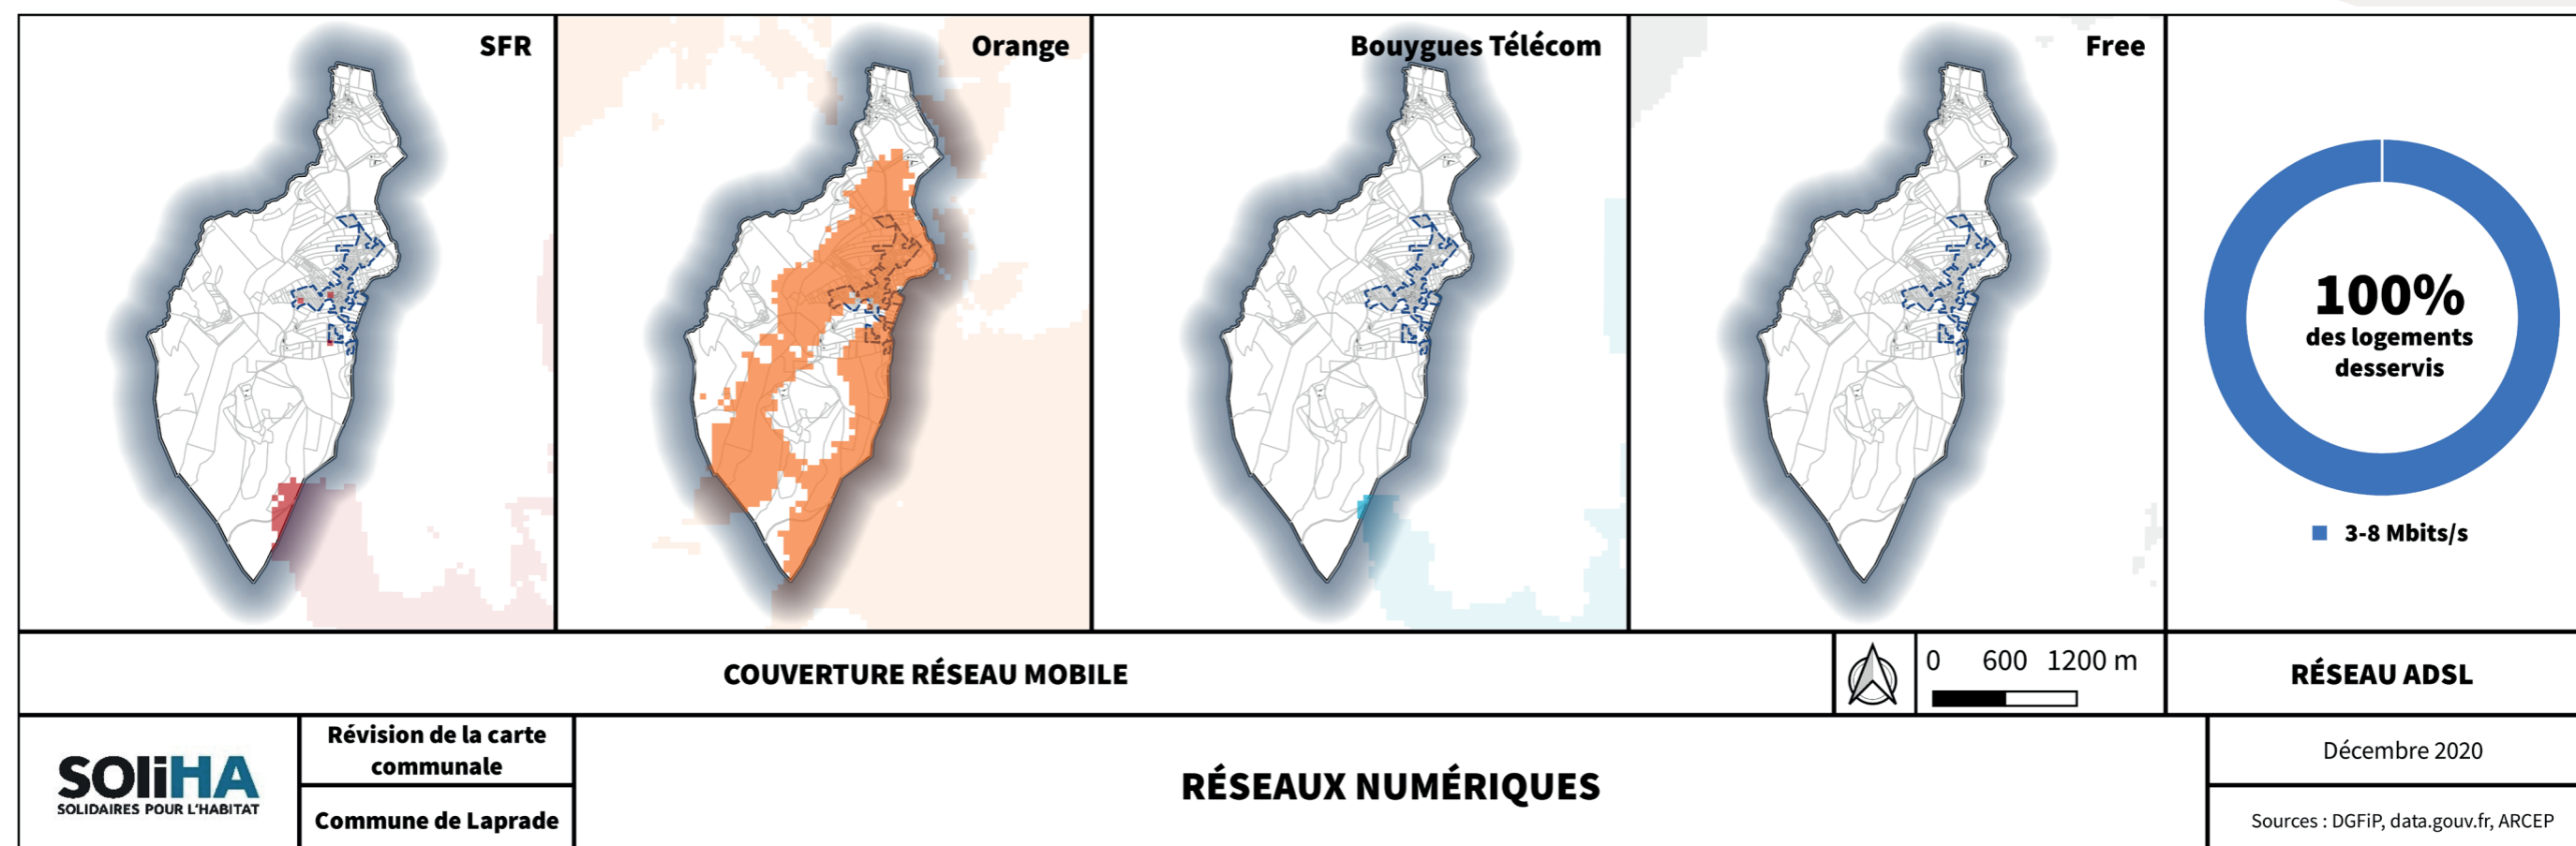 SFR
Orange
Bouygues Télécom
Free
100%
des logements
desservis
3-8 Mbits/s
COUVERTURE RÉSEAU MOBILE
0 600 1200 m
RÉSEAU ADSL
SOliHA
SOLIDAIRES POUR L'HABITAT
Révision de la carte
communale
Commune de Laprade
RÉSEAUX NUMÉRIQUES
Décembre 2020
Sources : DGFiP, data.gouv.fr, ARCEP